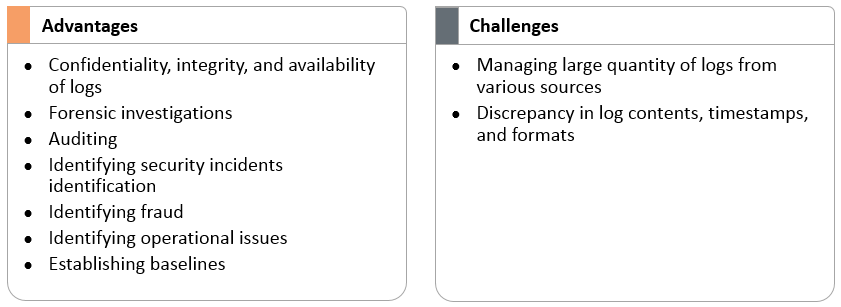 Advantages
● Confidentiality, integrity, and availability
of logs
● Forensic investigations
● Auditing
● Identifying security incidents
identification
● Identifying fraud
● Identifying operational issues
● Establishing baselines
Challenges
● Managing large quantity of logs from
various sources
● Discrepancy in log contents, timestamps,
and formats